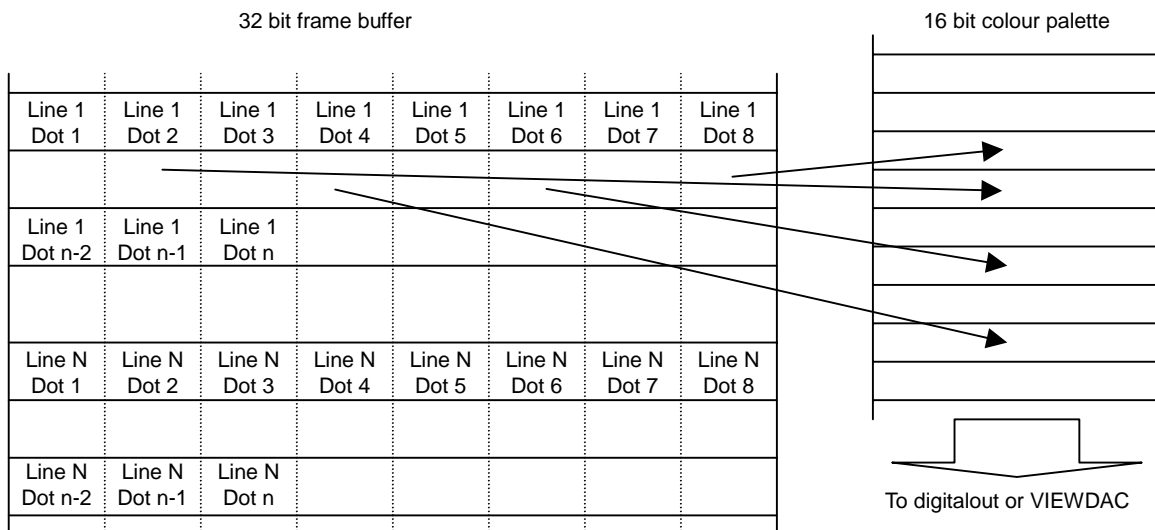 32 bit frame buffer
16 bit colour palette
Line 1 Line 1 Line 1 Line 1 Line 1 Line 1 Line 1 Line 1
Dot 1 Dot 2 Dot 3 Dot 4 Dot 5 Dot 6 Dot 7 Dot 8
Line 1 Line 1 Line 1
Dot n-2 Dot n-1 Dot n
Line N Line N Line N Line N Line N Line N Line N Line N
Dot 1 Dot 2 Dot 3 Dot 4 Dot 5 Dot 6 Dot 7 Dot 8
Line N Line N Line N
Dot n-2 Dot n-1 Dot n
To digitalout or VIEWDAC